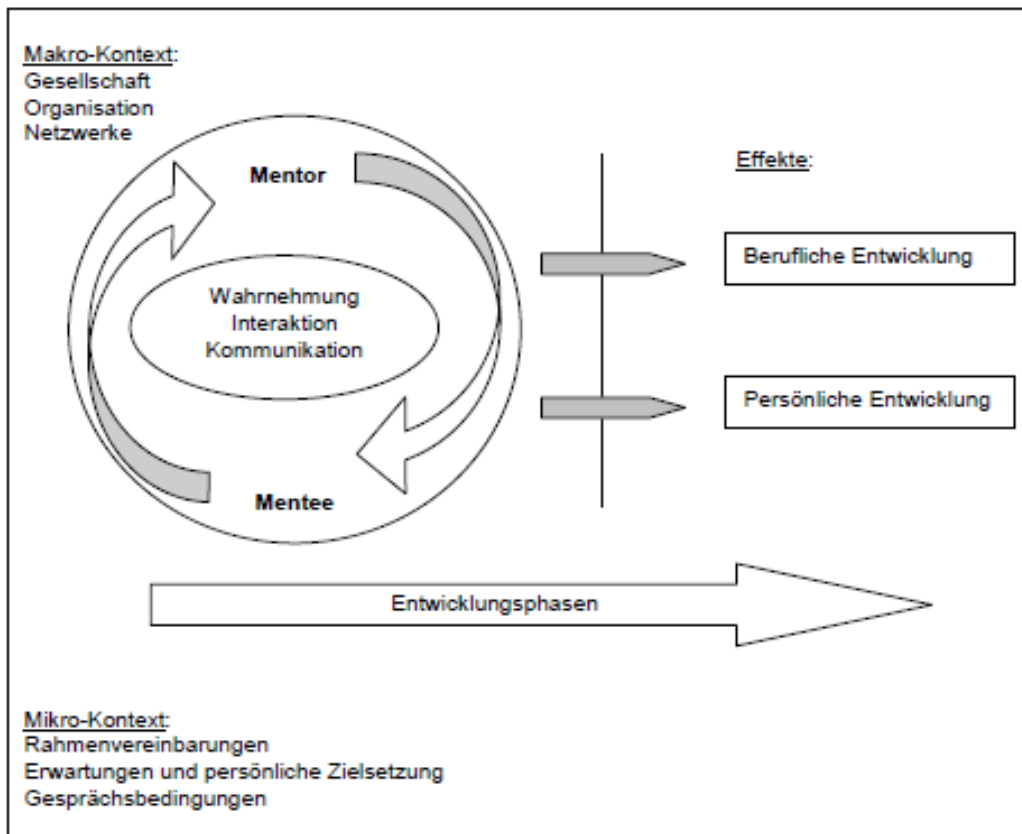 Makro-Kontext:
Gesellschaft
Organisation
Netzwerke
Mentor
Effekte:
Berufliche Entwicklung
Wahrnehmung
Interaktion
Kommunikation
Persönliche Entwicklung
Mentee
Entwicklungsphasen
Mikro-Kontext:
Rahmenvereinbarungen
Erwartungen und persönliche Zielsetzung
Gesprächsbedingungen